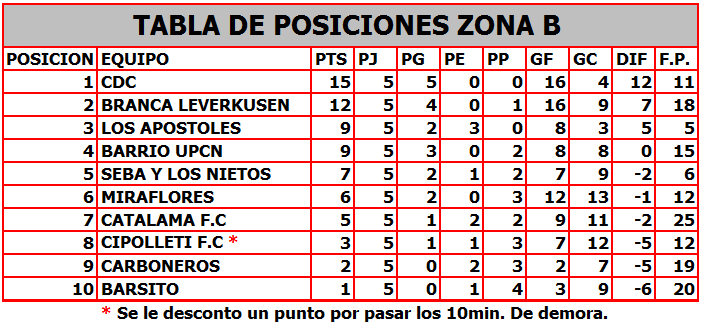 TABLA DE POSICIONES ZONA B
POSICION EQUIPO PTS PJ PG PE PP GF GC DIF F.P.
1 CDC 15 5 5 0 0 16 4 12 11
2 BRANCA LEVERKUSEN 12 5 4 0 1 16 9 7 18
3 LOS APOSTOLES 9 5 2 3 0 8 3 5 5
4 BARRIO UPCN 9 5 3 0 2 8 8 0 15
5 SEBA Y LOS NIETOS 7 5 2 1 2 7 9 -2 6
6 MIRAFLORES 6 5 2 0 3 12 13 -1 12
7 CATALAMA F.C 5 5 1 2 2 9 11 -2 25
8 CIPOLLETI F.C * 3 5 1 1 3 7 12 -5 12
9 CARBONEROS 2 5 0 2 3 2 7 -5 19
10 BARSITO 1 5 0 1 4 3 9 -6 20
* Se le desconto un punto por pasar los 10min. De demora.